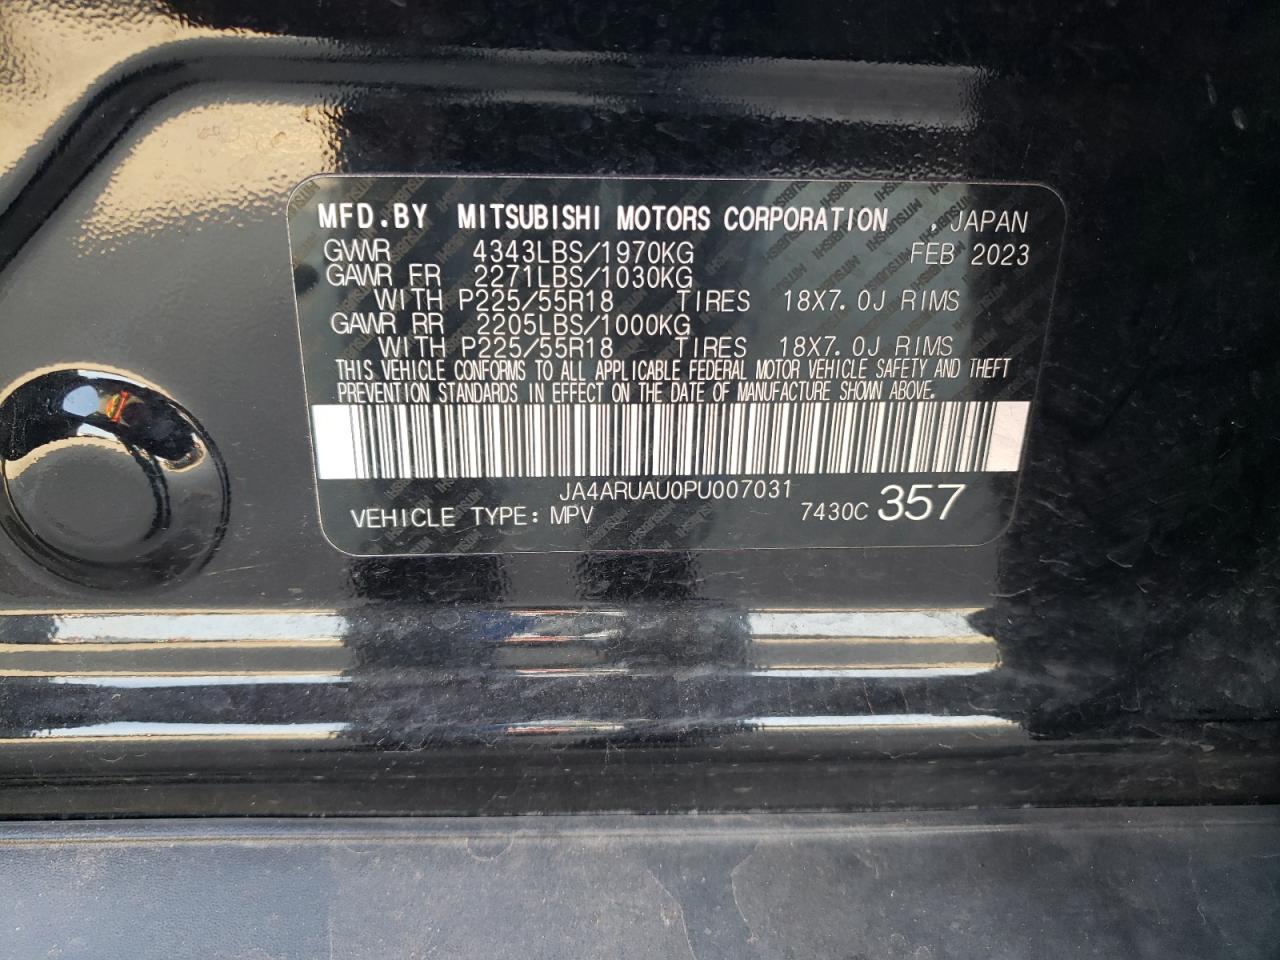 MFD.BY MITSUBISHI MOTORS CORPORATION , JAPAN
GVWR 4343LBS/1970KG FEB 2023
GAWR FR 2271LBS/1030KG
WITH P225/55R18 TIRES 18X7.0J RIMS
GAWR RR 2205LBS/1000KG
WITH P225/55R18 TIRES 18X7.0J RIMS
THIS VEHICLE CONFORMS TO ALL APPLICABLE FEDERAL MOTOR VEHICLE SAFETY AND THEFT
PREVENTION STANDARDS IN EFFECT ON THE DATE OF MANUFACTURE SHOWN ABOVE.
JA4ARUAU0PU007031
VEHICLE TYPE: MPV 7430C 357